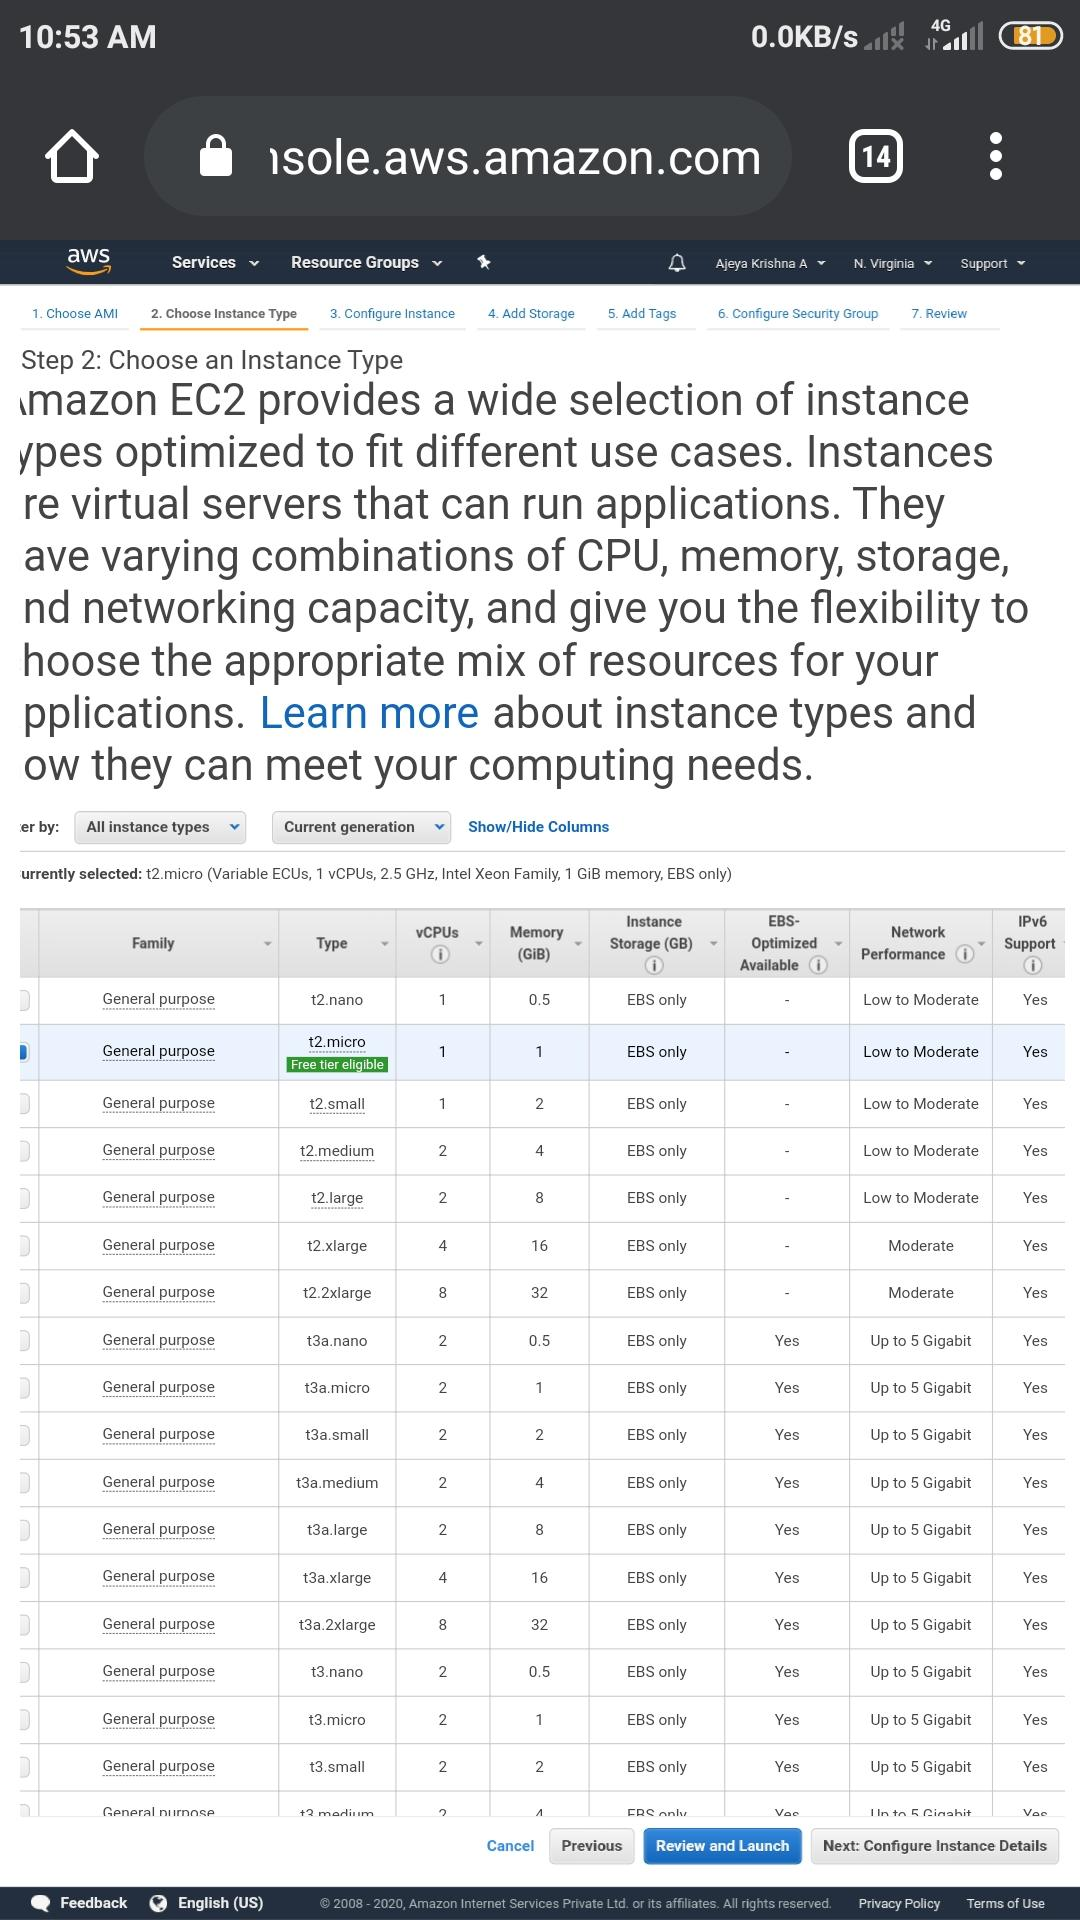 10:53 AM 0.0KB/s 4G 81
nsole.aws.amazon.com 14
aws Services Resource Groups Ajeya Krishna A N. Virginia Support
1. Choose AMI 2. Choose Instance Type 3. Configure Instance 4. Add Storage 5. Add Tags 6. Configure Security Group 7. Review
Step 2: Choose an Instance Type
Amazon EC2 provides a wide selection of instance
ypes optimized to fit different use cases. Instances
re virtual servers that can run applications. They
ave varying combinations of CPU, memory, storage,
nd networking capacity, and give you the flexibility to
hoose the appropriate mix of resources for your
pplications. Learn more about instance types and
ow they can meet your computing needs.
er by: All instance types Current generation Show/Hide Columns
urrently selected: t2.micro (Variable ECUs, 1 vCPUs, 2.5 GHz, Intel Xeon Family, 1 GiB memory, EBS only)
Family Type vCPUs Memory (GiB) Instance Storage (GB) EBS-Optimized Available Network Performance IPv6 Support
General purpose t2.nano 1 0.5 EBS only - Low to Moderate Yes
General purpose t2.micro Free tier eligible 1 1 EBS only - Low to Moderate Yes
General purpose t2.small 1 2 EBS only - Low to Moderate Yes
General purpose t2.medium 2 4 EBS only - Low to Moderate Yes
General purpose t2.large 2 8 EBS only - Low to Moderate Yes
General purpose t2.xlarge 4 16 EBS only - Moderate Yes
General purpose t2.2xlarge 8 32 EBS only - Moderate Yes
General purpose t3a.nano 2 0.5 EBS only Yes Up to 5 Gigabit Yes
General purpose t3a.micro 2 1 EBS only Yes Up to 5 Gigabit Yes
General purpose t3a.small 2 2 EBS only Yes Up to 5 Gigabit Yes
General purpose t3a.medium 2 4 EBS only Yes Up to 5 Gigabit Yes
General purpose t3a.large 2 8 EBS only Yes Up to 5 Gigabit Yes
General purpose t3a.xlarge 4 16 EBS only Yes Up to 5 Gigabit Yes
General purpose t3a.2xlarge 8 32 EBS only Yes Up to 5 Gigabit Yes
General purpose t3.nano 2 0.5 EBS only Yes Up to 5 Gigabit Yes
General purpose t3.micro 2 1 EBS only Yes Up to 5 Gigabit Yes
General purpose t3.small 2 2 EBS only Yes Up to 5 Gigabit Yes
General purpose t3.medium 2 4 EBS only Yes Up to 5 Gigabit Yes
Cancel Previous Review and Launch Next: Configure Instance Details
Feedback English (US) © 2008 - 2020, Amazon Internet Services Private Ltd. or its affiliates. All rights reserved. Privacy Policy Terms of Use